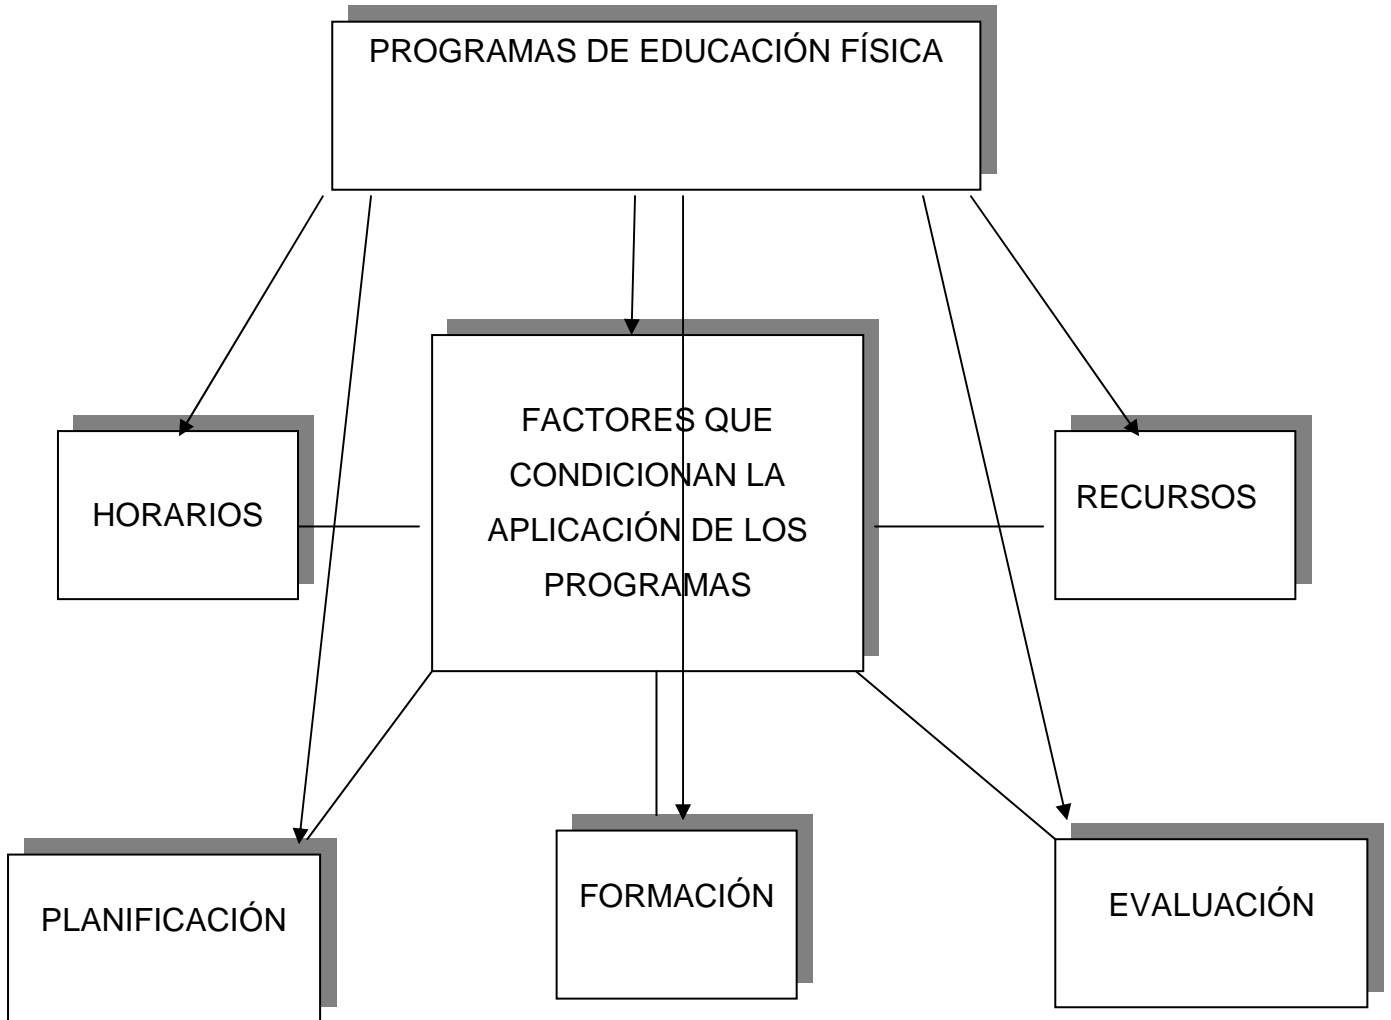 PROGRAMAS DE EDUCACIÓN FÍSICA
FACTORES QUE
CONDICIONAN LA
APLICACIÓN DE LOS
PROGRAMAS
HORARIOS
RECURSOS
PLANIFICACIÓN
FORMACIÓN
EVALUACIÓN